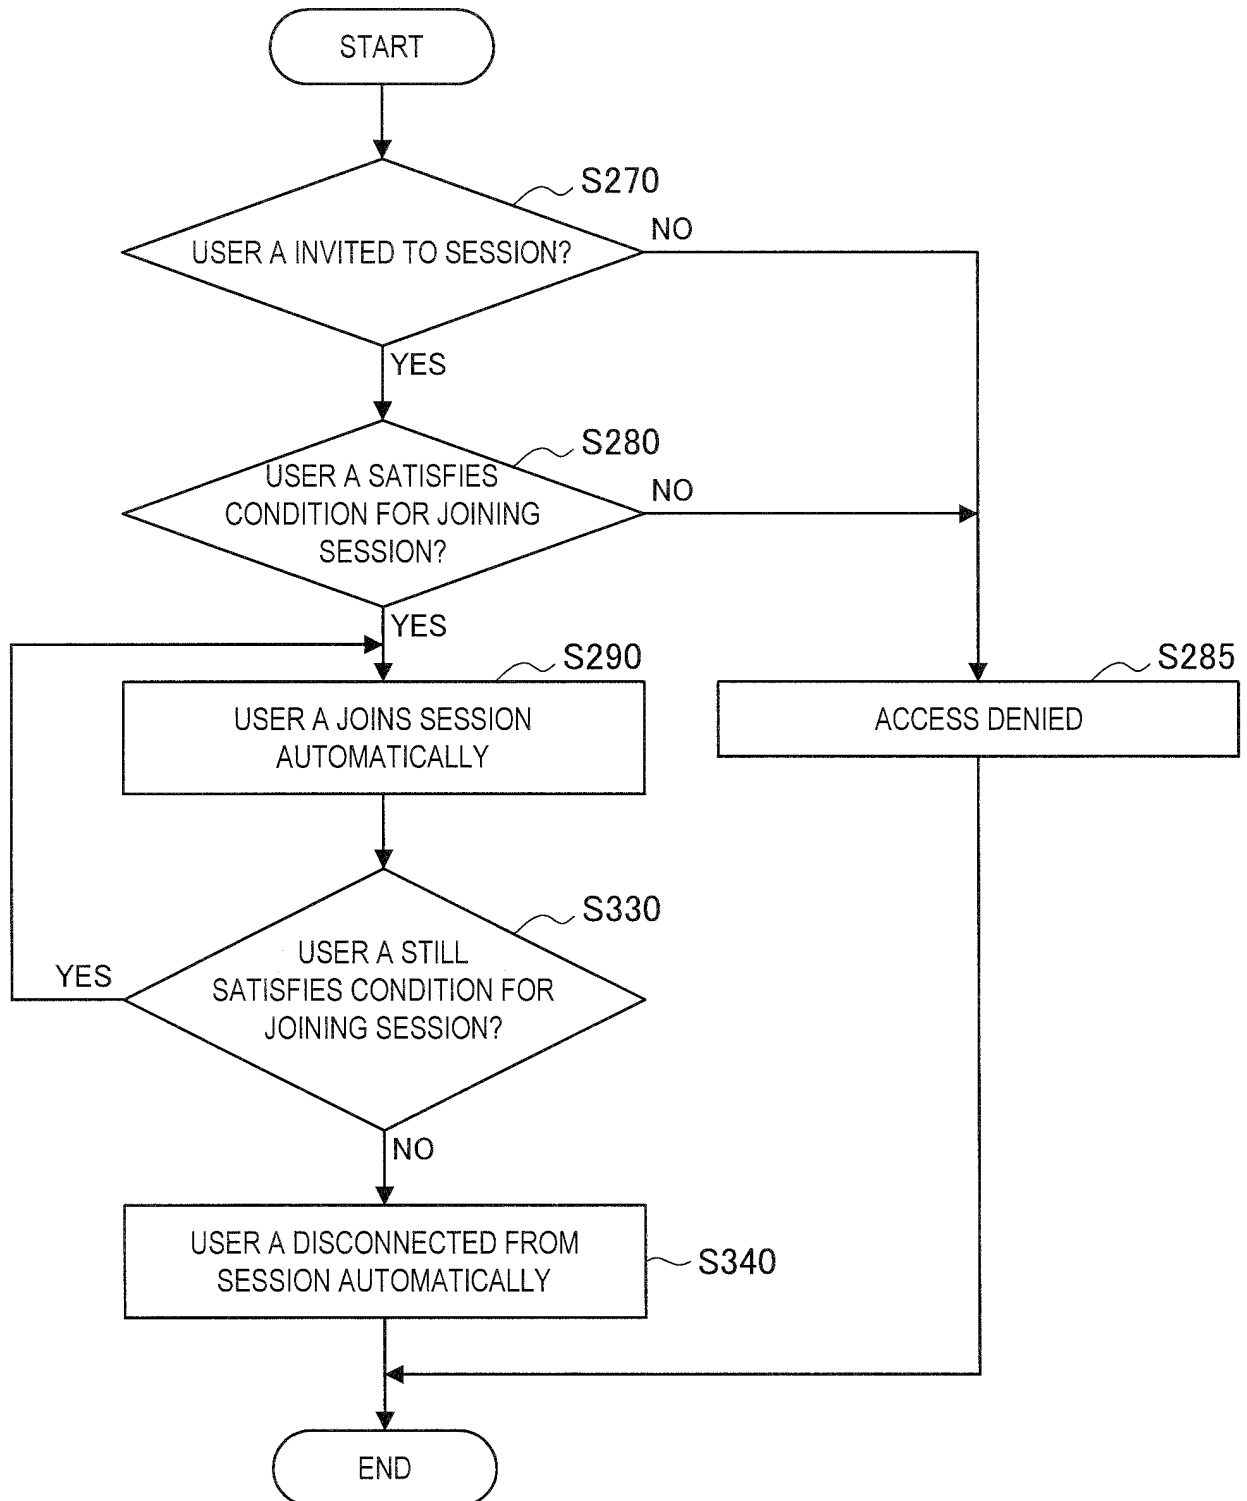 START
S270
USER A INVITED TO SESSION?
NO
YES
S280
USER A SATISFIES
CONDITION FOR JOINING
SESSION?
NO
YES
S290
USER A JOINS SESSION
AUTOMATICALLY
S285
ACCESS DENIED
S330
USER A STILL
SATISFIES CONDITION FOR
JOINING SESSION?
YES
NO
USER A DISCONNECTED FROM
SESSION AUTOMATICALLY
S340
END